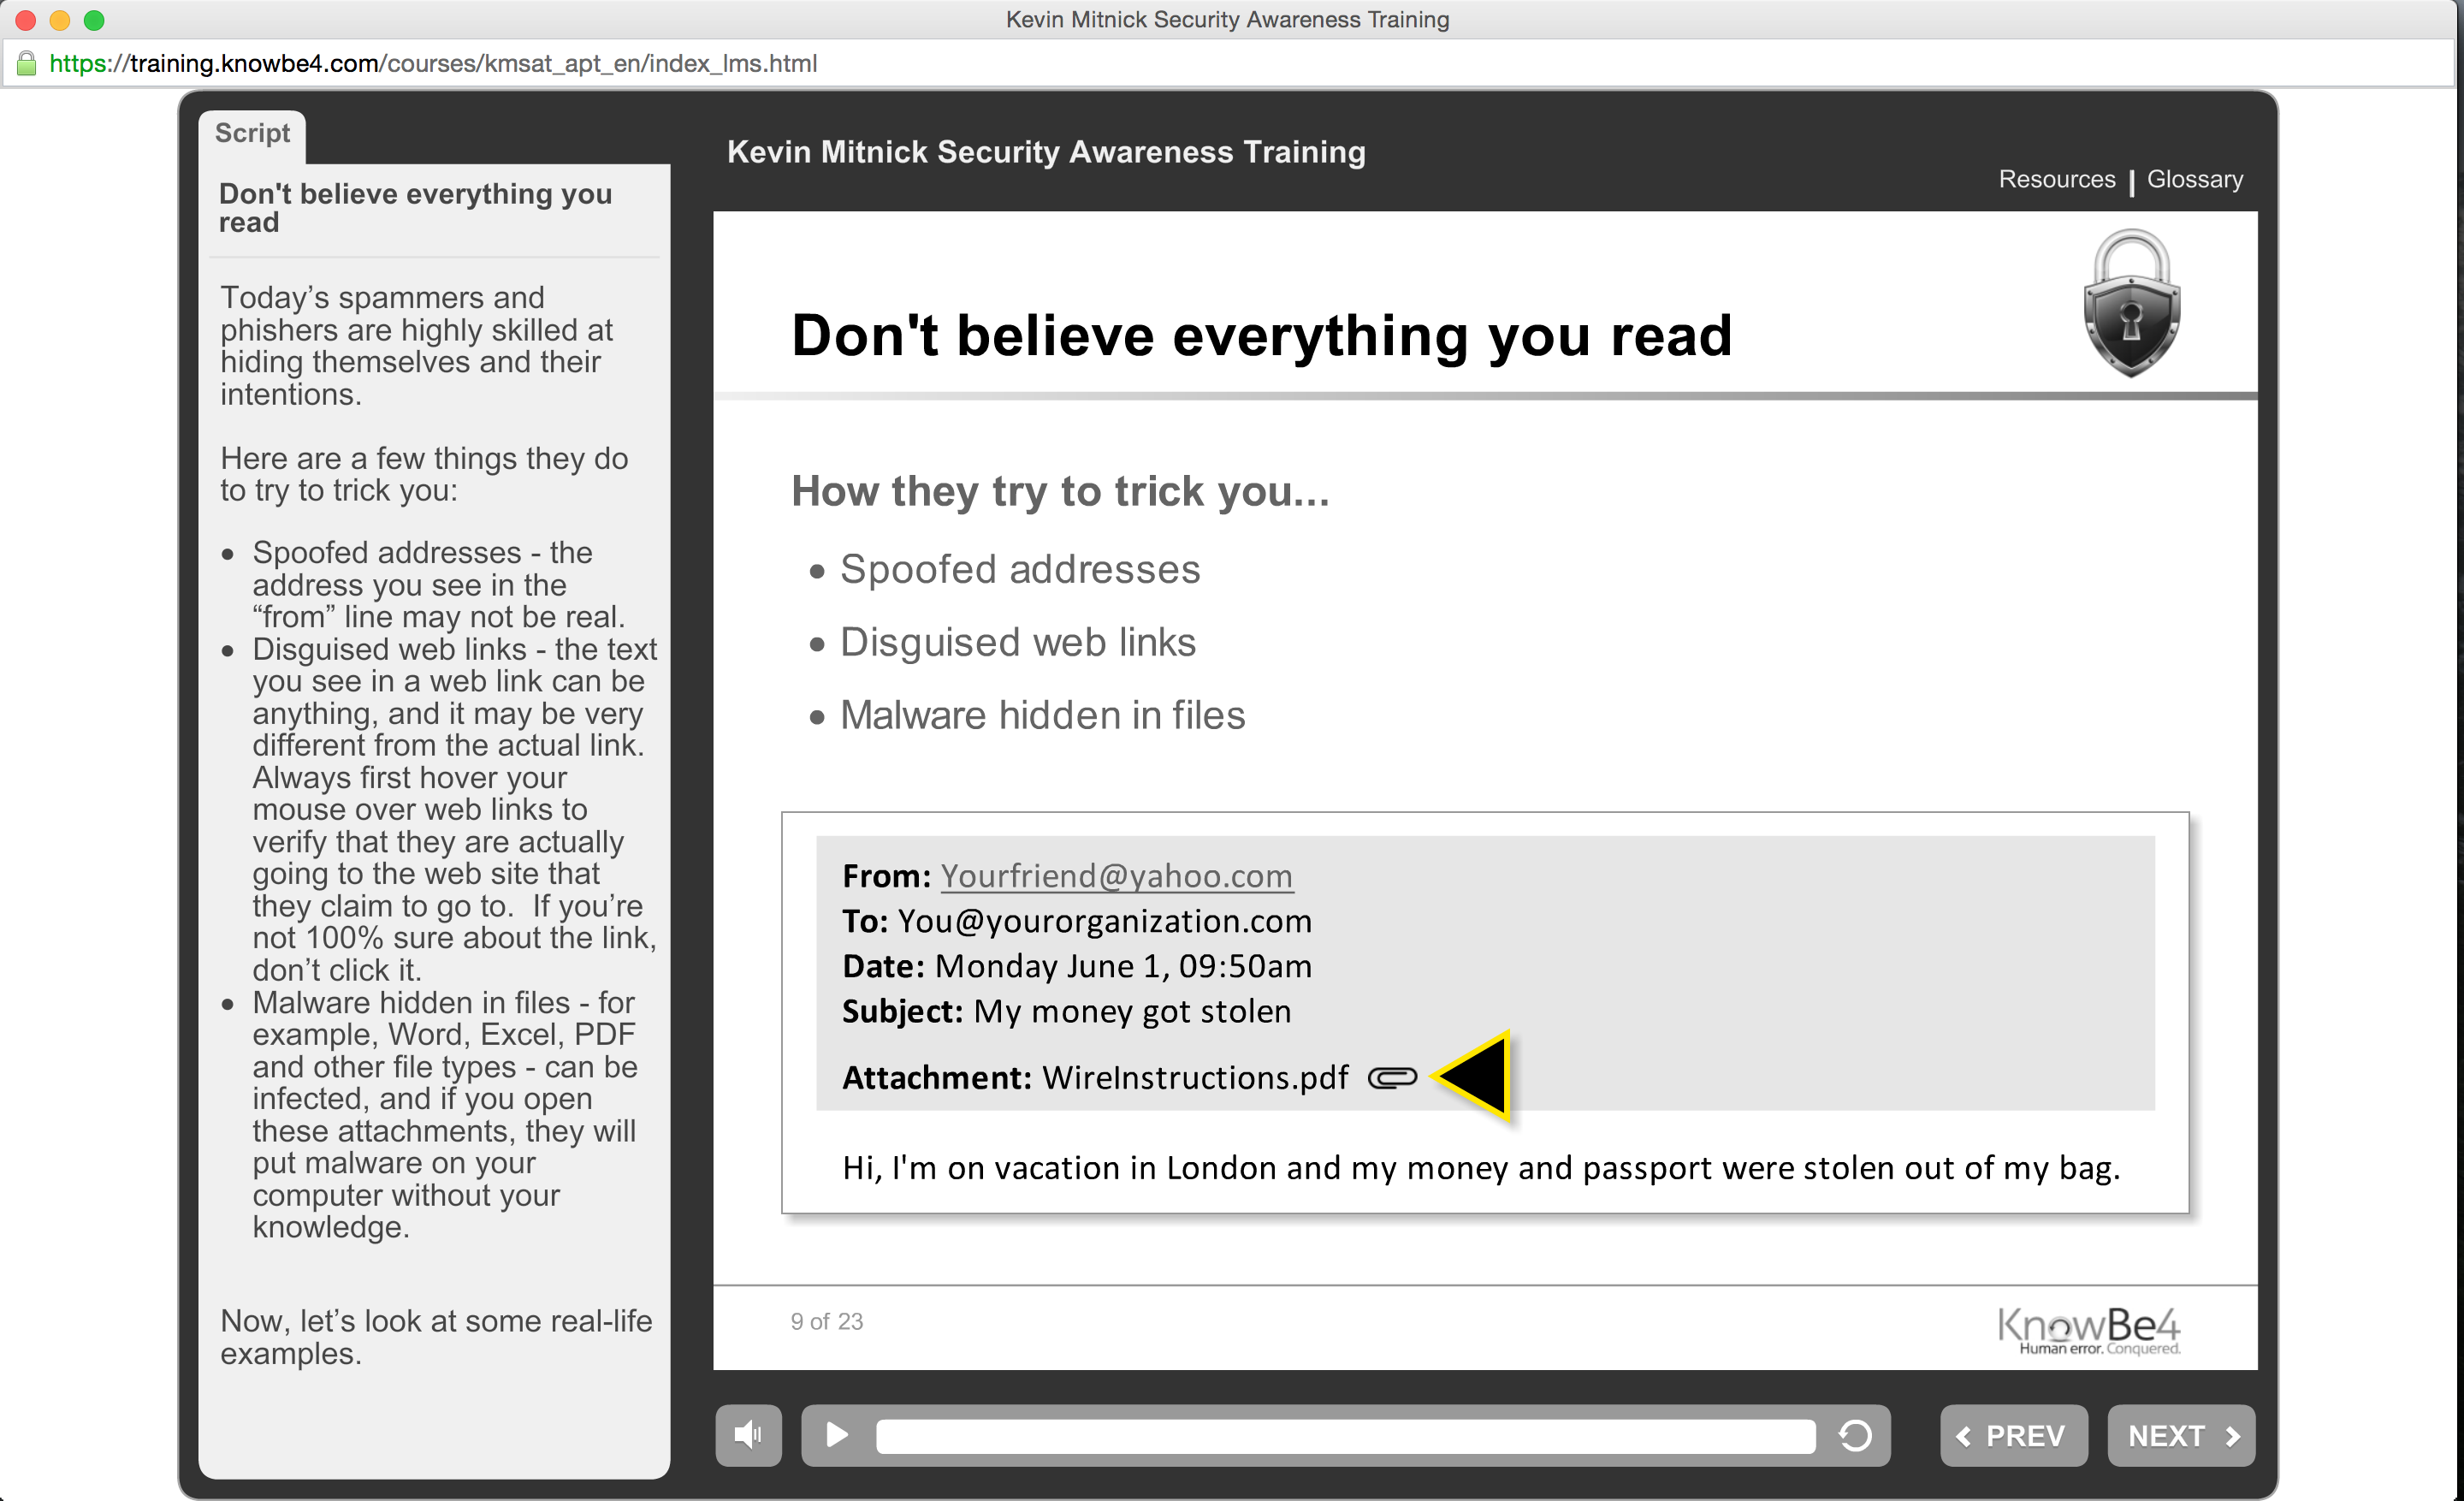 Kevin Mitnick Security Awareness Training
https://training.knowbe4.com/courses/kmsat_apt_en/index_lms.html
Script
Don't believe everything you
read
Today’s spammers and
phishers are highly skilled at
hiding themselves and their
intentions.
Here are a few things they do
to try to trick you:
• Spoofed addresses - the
address you see in the
“from” line may not be real.
• Disguised web links - the text
you see in a web link can be
anything, and it may be very
different from the actual link.
Always first hover your
mouse over web links to
verify that they are actually
going to the web site that
they claim to go to.  If you’re
not 100% sure about the link,
don’t click it.
• Malware hidden in files - for
example, Word, Excel, PDF
and other file types - can be
infected, and if you open
these attachments, they will
put malware on your
computer without your
knowledge.
Now, let’s look at some real-life
examples.
Kevin Mitnick Security Awareness Training
Resources | Glossary
Don't believe everything you read
How they try to trick you...
• Spoofed addresses
• Disguised web links
• Malware hidden in files
From: Yourfriend@yahoo.com
To: You@yourorganization.com
Date: Monday June 1, 09:50am
Subject: My money got stolen
Attachment: WireInstructions.pdf
Hi, I'm on vacation in London and my money and passport were stolen out of my bag.
9 of 23
KnowBe4
Human error. Conquered.
PREV
NEXT